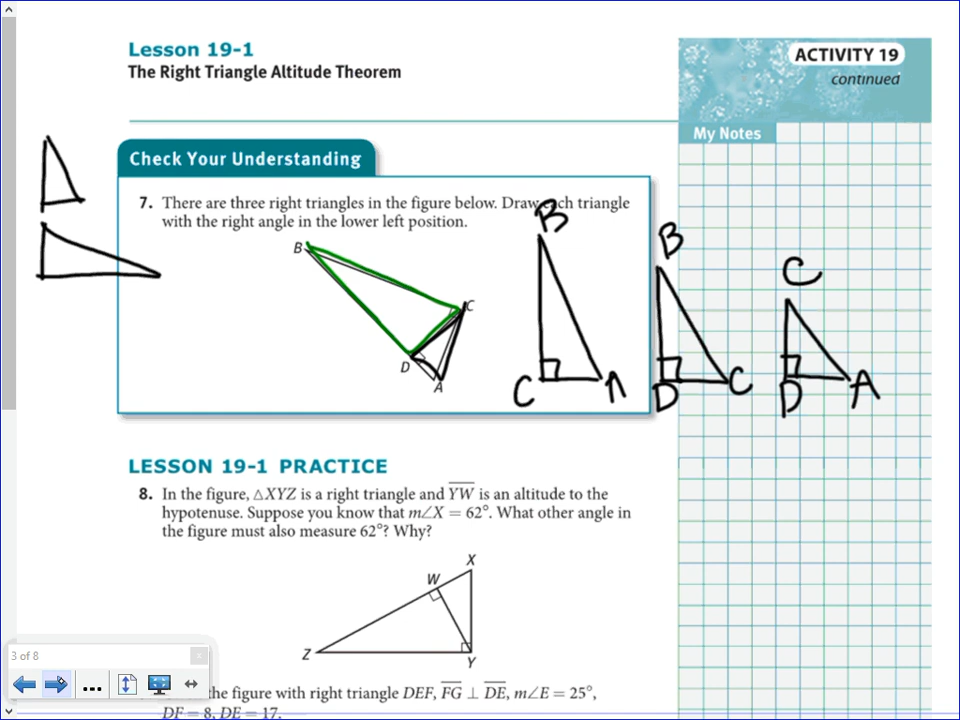 Lesson 19-1
The Right Triangle Altitude Theorem
ACTIVITY 19
continued
My Notes
Check Your Understanding
7. There are three right triangles in the figure below. Draw each triangle
with the right angle in the lower left position.
B
C
D
A
B
C
A
B
D
C
C
D
A
LESSON 19-1 PRACTICE
8. In the figure, △XYZ is a right triangle and Y̅W̅ is an altitude to the
hypotenuse. Suppose you know that m∠X = 62°. What other angle in
the figure must also measure 62°? Why?
X
W
Z
Y
3 of 8
the figure with right triangle DEF, F̅G̅ ⊥ D̅E̅, m∠E = 25°,
DF = 8, DE = 17.